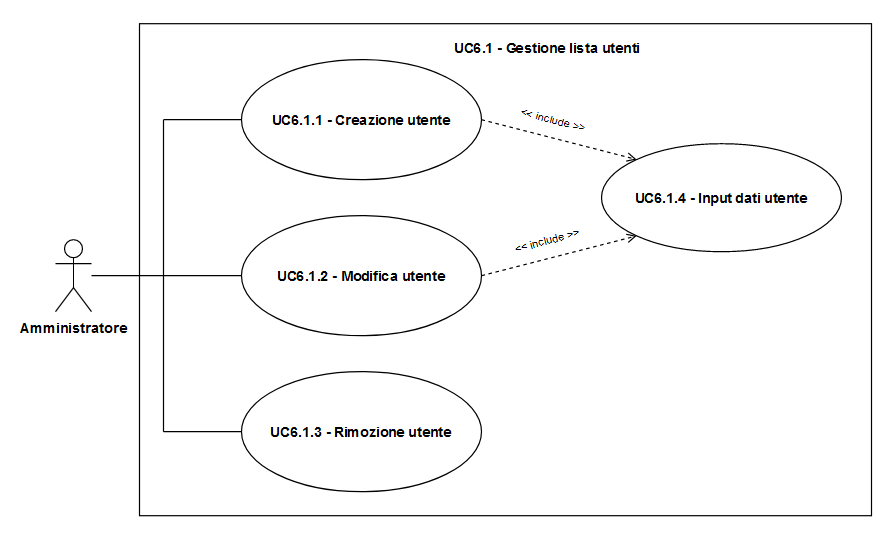 UC6.1 - Gestione lista utenti
UC6.1.1 - Creazione utente
<< include >>
UC6.1.4 - Input dati utente
<< include >>
UC6.1.2 - Modifica utente
Amministratore
UC6.1.3 - Rimozione utente